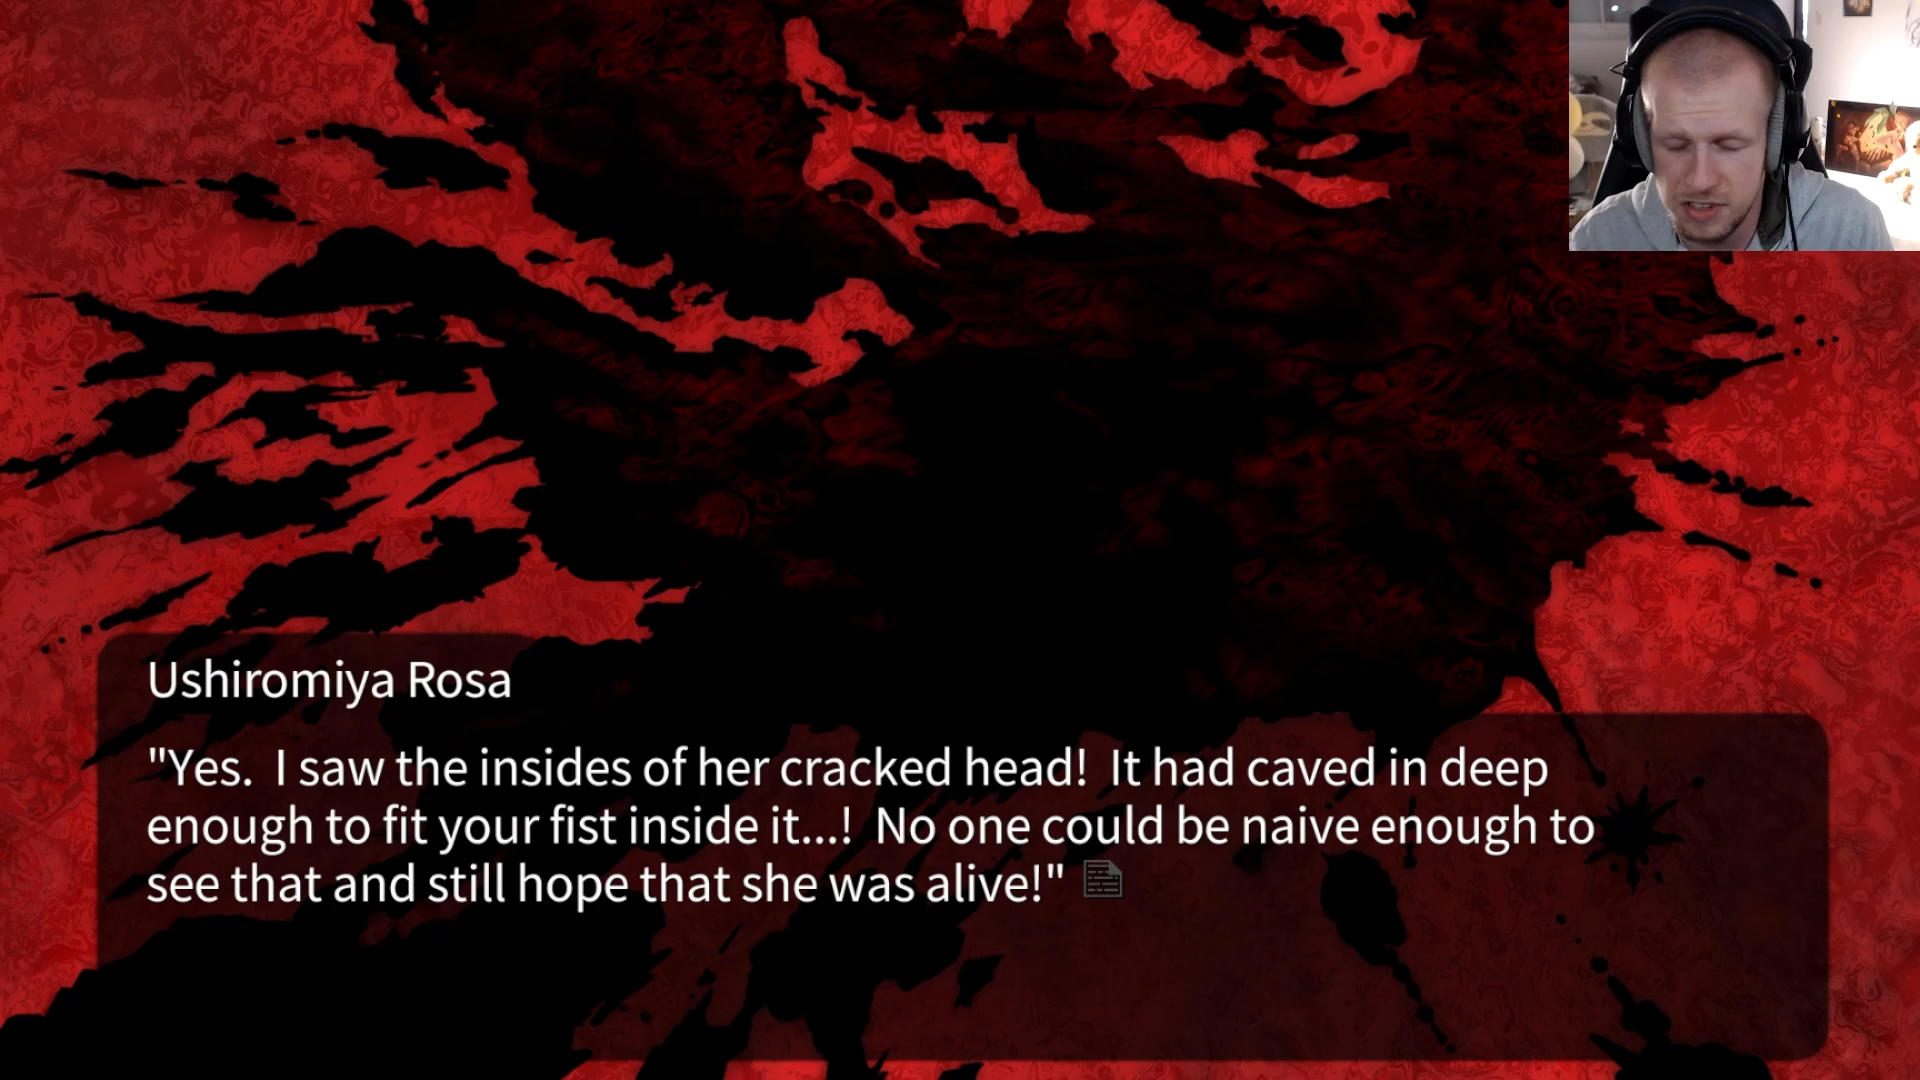 Ushiromiya Rosa
"Yes.  I saw the insides of her cracked head!  It had caved in deep
enough to fit your fist inside it...!  No one could be naive enough to
see that and still hope that she was alive!"